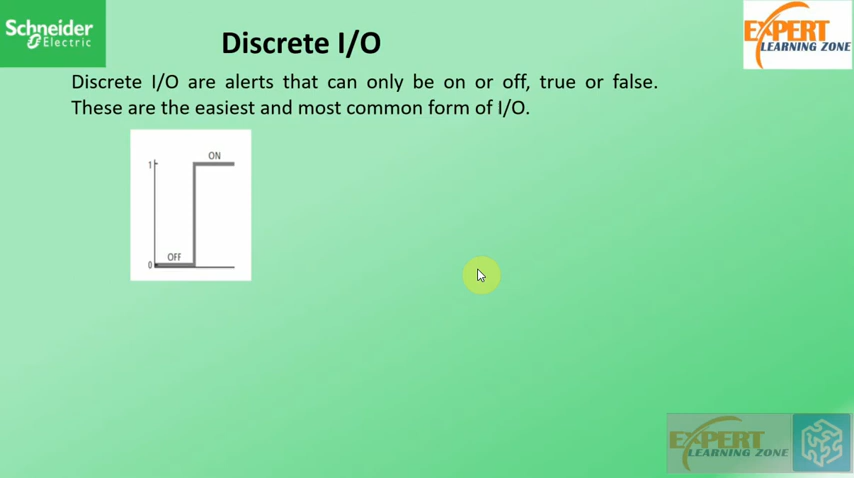 Schneider
Electric
Discrete I/O
EXPERT
LEARNING ZONE
Discrete I/O are alerts that can only be on or off, true or false.
These are the easiest and most common form of I/O.
ON
1
OFF
0
EXPERT
LEARNING ZONE